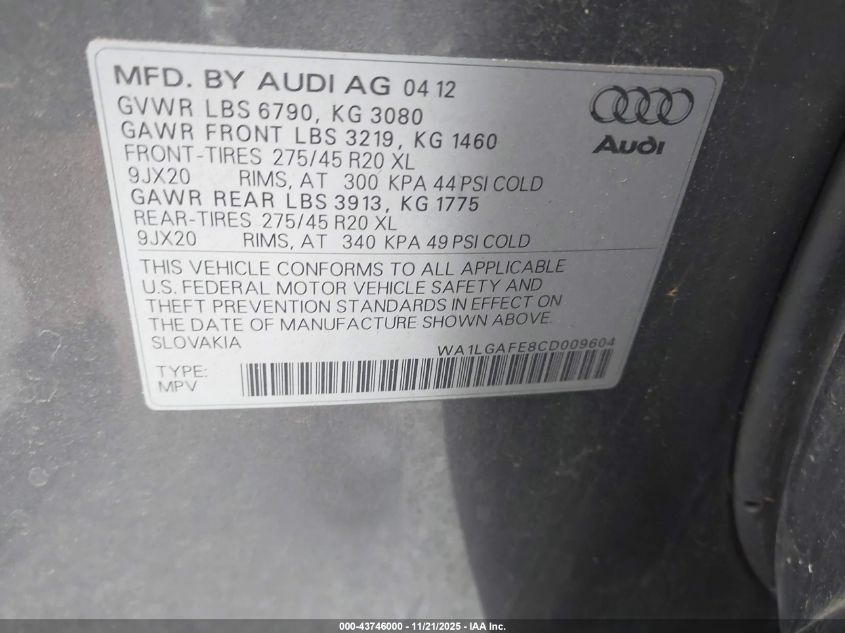 MFD. BY AUDI AG 04 12
GVWR LBS 6790, KG 3080
GAWR FRONT LBS 3219, KG 1460
FRONT-TIRES 275/45 R20 XL
9JX20 RIMS, AT 300 KPA 44 PSI COLD
GAWR REAR LBS 3913, KG 1775
REAR-TIRES 275/45 R20 XL
9JX20 RIMS, AT 340 KPA 49 PSI COLD
Audi
THIS VEHICLE CONFORMS TO ALL APPLICABLE
U.S. FEDERAL MOTOR VEHICLE SAFETY AND
THEFT PREVENTION STANDARDS IN EFFECT ON
THE DATE OF MANUFACTURE SHOWN ABOVE.
SLOVAKIA WA1LGAFE8CD009604
TYPE:
MPV
000-43746000 - 11/21/2025 - IAA Inc.